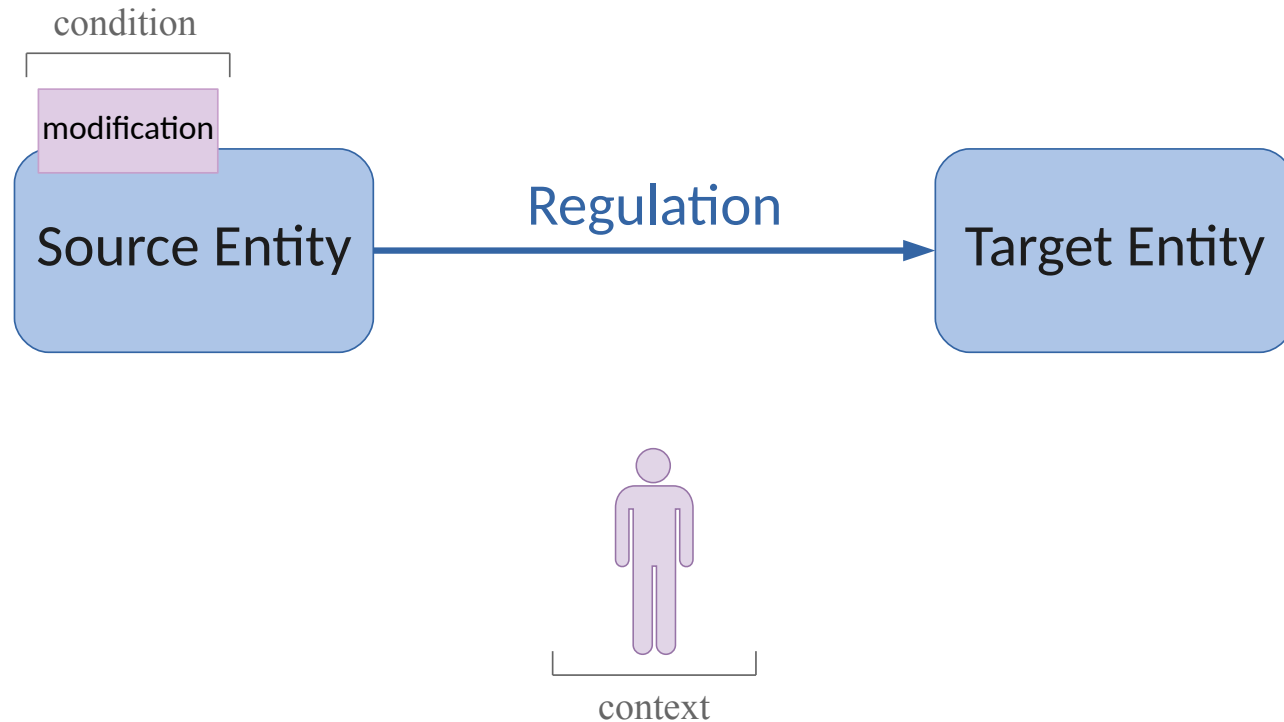 condition
modification
Regulation
Source Entity
Target Entity
context